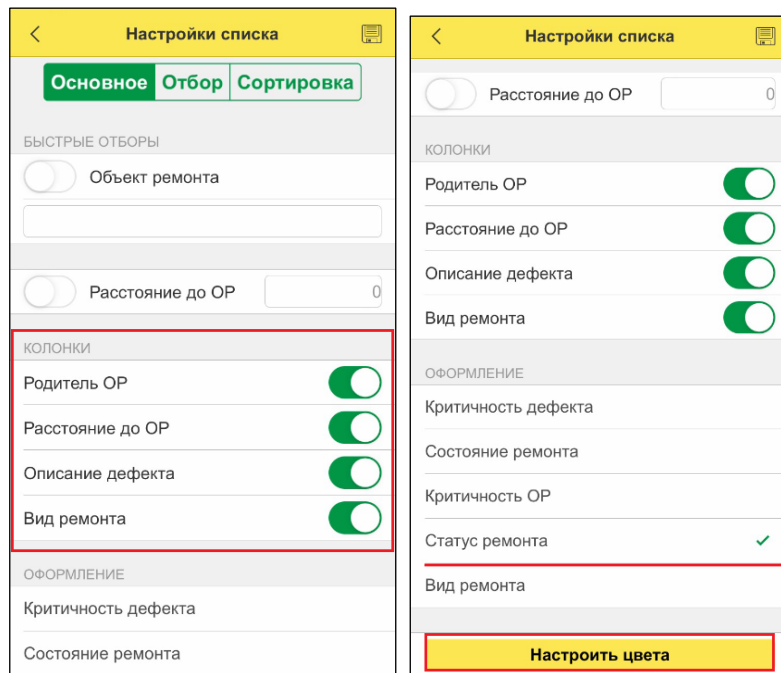 Настройки списка
Основное Отбор Сортировка
БЫСТРЫЕ ОТБОРЫ
Объект ремонта
Расстояние до ОР 0
КОЛОНКИ
Родитель ОР
Расстояние до ОР
Описание дефекта
Вид ремонта
ОФОРМЛЕНИЕ
Критичность дефекта
Состояние ремонта
Настройки списка
Расстояние до ОР 0
КОЛОНКИ
Родитель ОР
Расстояние до ОР
Описание дефекта
Вид ремонта
ОФОРМЛЕНИЕ
Критичность дефекта
Состояние ремонта
Критичность ОР
Статус ремонта
Вид ремонта
Настроить цвета